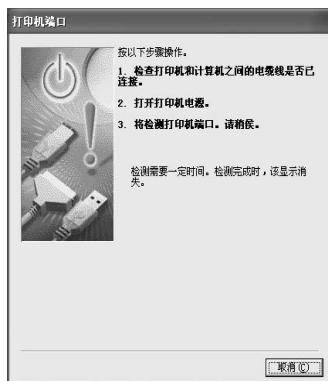 打印机端口
按以下步骤操作。
1. 检查打印机和计算机之间的电缆线是否已
连接。
2. 打开打印机电源。
3. 将检测打印机端口。请稍侯。
检测需要一定时间。检测完成时，该显示消
失。
取消(C)